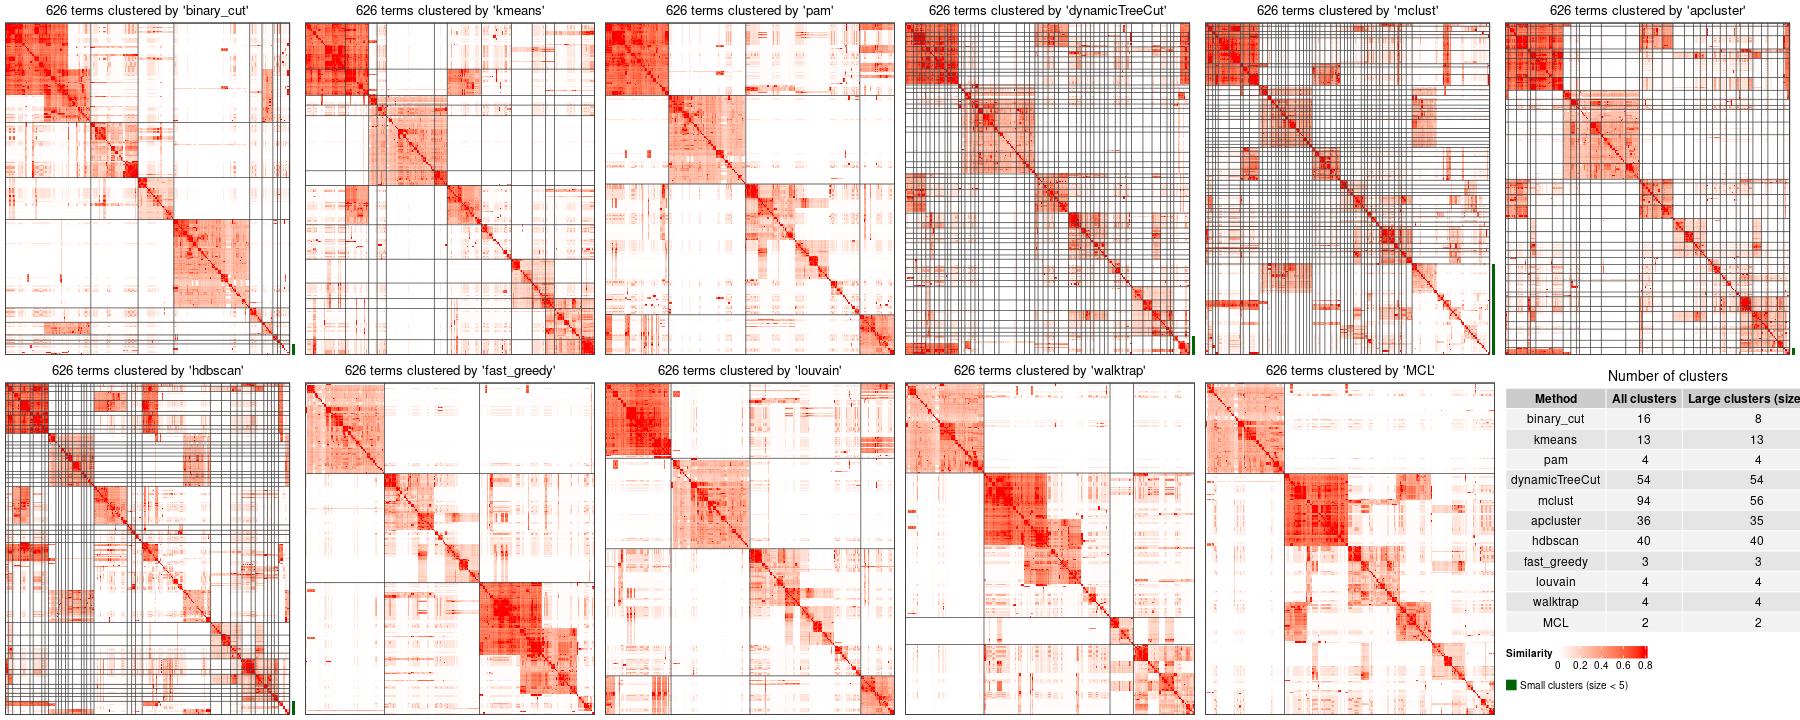 626 terms clustered by 'binary_cut'
626 terms clustered by 'kmeans'
626 terms clustered by 'pam'
626 terms clustered by 'dynamicTreeCut'
626 terms clustered by 'mclust'
626 terms clustered by 'apcluster'
626 terms clustered by 'hdbscan'
626 terms clustered by 'fast_greedy'
626 terms clustered by 'louvain'
626 terms clustered by 'walktrap'
626 terms clustered by 'MCL'
Number of clusters
Method All clusters Large clusters (size
binary_cut 16 8
kmeans 13 13
pam 4 4
dynamicTreeCut 54 54
mclust 94 56
apcluster 36 35
hdbscan 40 40
fast_greedy 3 3
louvain 4 4
walktrap 4 4
MCL 2 2
Similarity
0 0.2 0.4 0.6 0.8
Small clusters (size < 5)